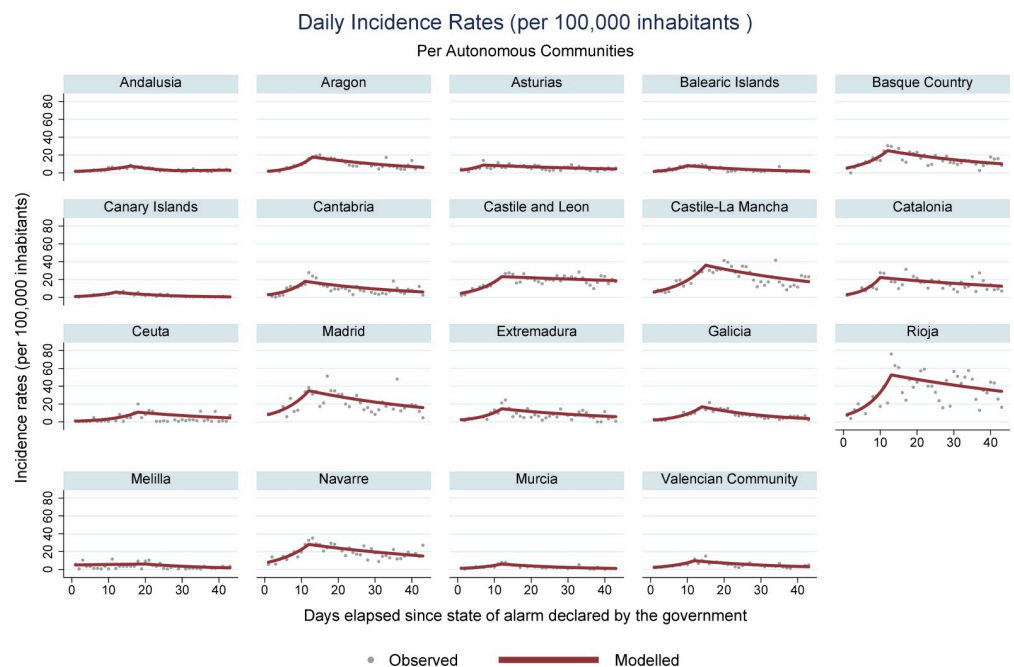 Daily Incidence Rates (per 100,000 inhabitants )
Per Autonomous Communities
Incidence rates (per 100,000 inhabitants)
Andalusia Aragon Asturias Balearic Islands Basque Country
0 20 40 60 80
Canary Islands Cantabria Castile and Leon Castile-La Mancha Catalonia
0 20 40 60 80
Ceuta Madrid Extremadura Galicia Rioja
0 20 40 60 80
0 10 20 30 40
Melilla Navarre Murcia Valencian Community
0 20 40 60 80
0 10 20 30 40 0 10 20 30 40 0 10 20 30 40 0 10 20 30 40
Days elapsed since state of alarm declared by the government
Observed Modelled